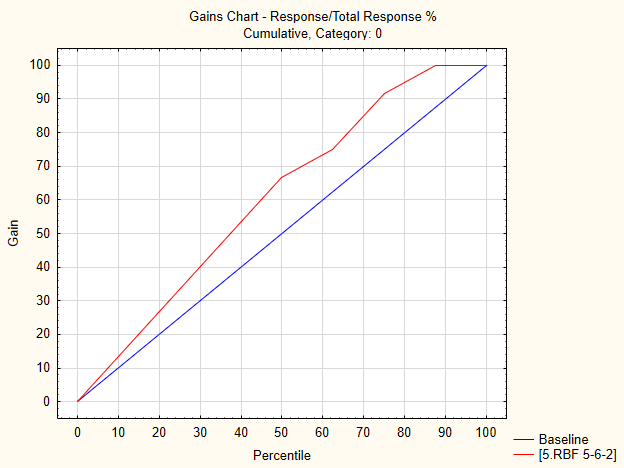 Gains Chart - Response/Total Response %
Cumulative, Category: 0
100
90
80
70
60
50
40
30
20
10
0
Gain
0 10 20 30 40 50 60 70 80 90 100
Percentile
Baseline
[5.RBF 5-6-2]